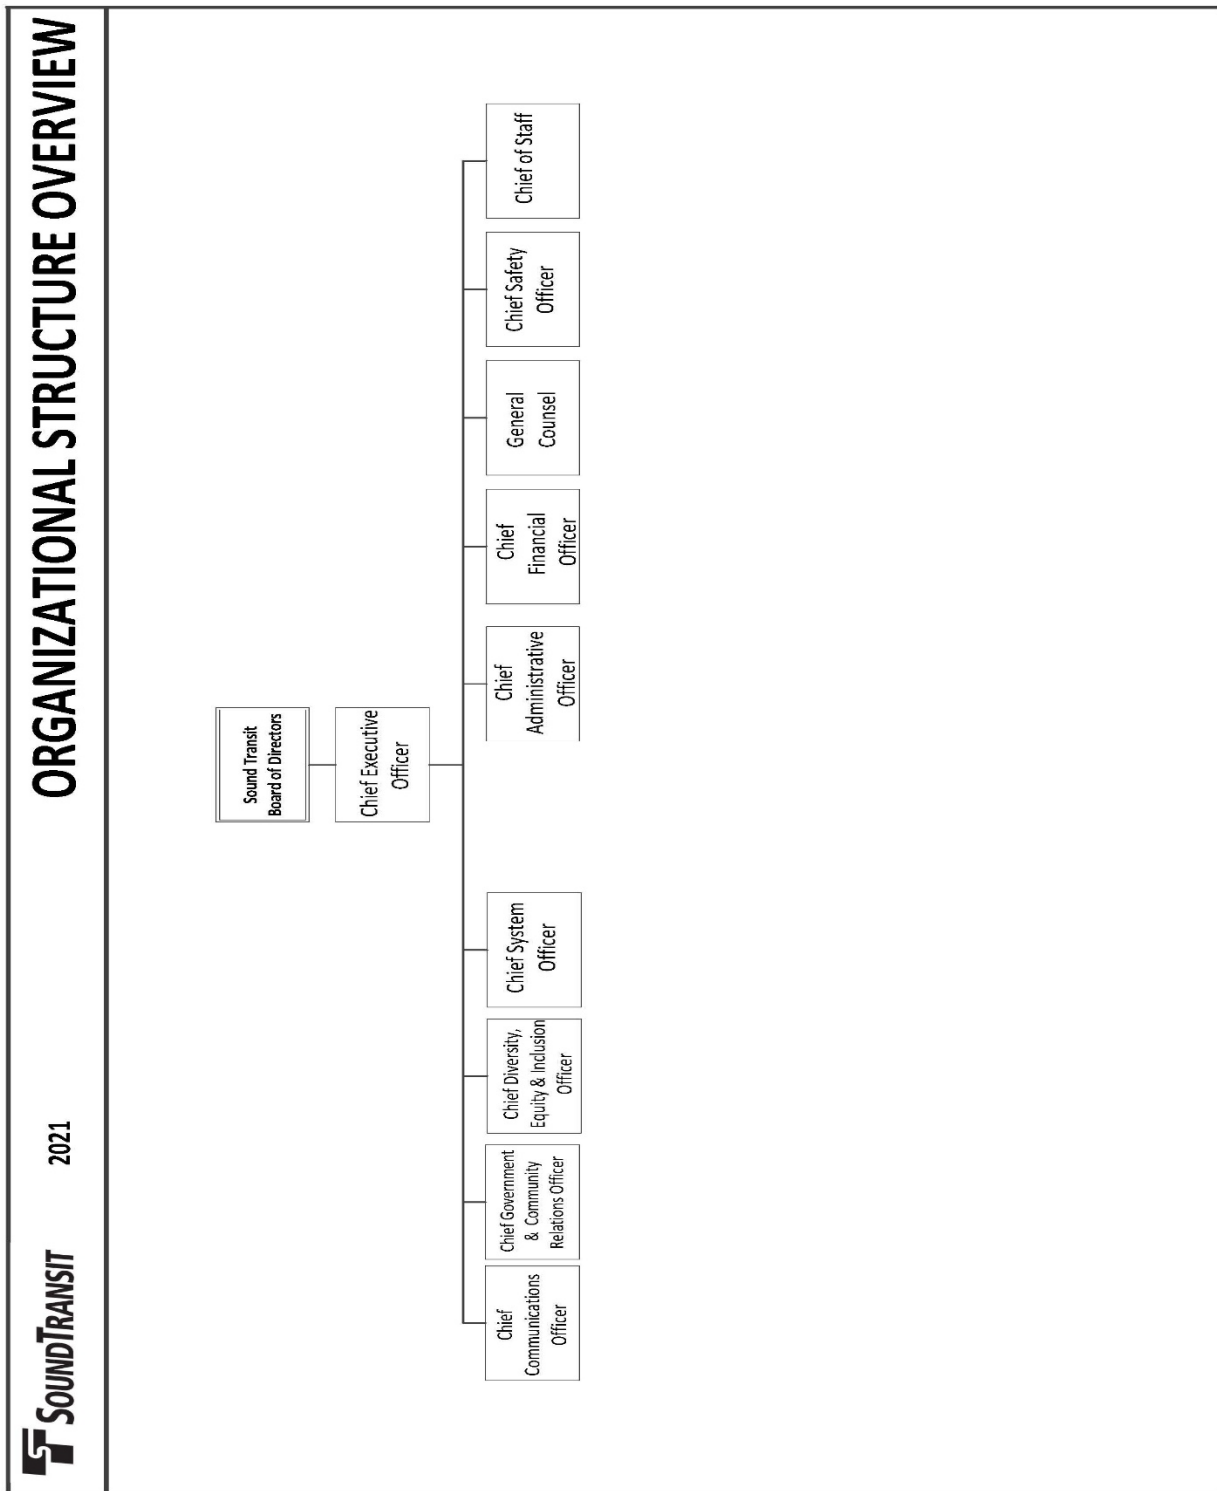 SOUNDTRANSIT
2021
ORGANIZATIONAL STRUCTURE OVERVIEW
Sound Transit
Board of Directors
Chief Executive
Officer
Chief
Communications
Officer
Chief Government
& Community
Relations Officer
Chief Diversity,
Equity & Inclusion
Officer
Chief System
Officer
Chief
Administrative
Officer
Chief
Financial
Officer
General
Counsel
Chief Safety
Officer
Chief of Staff